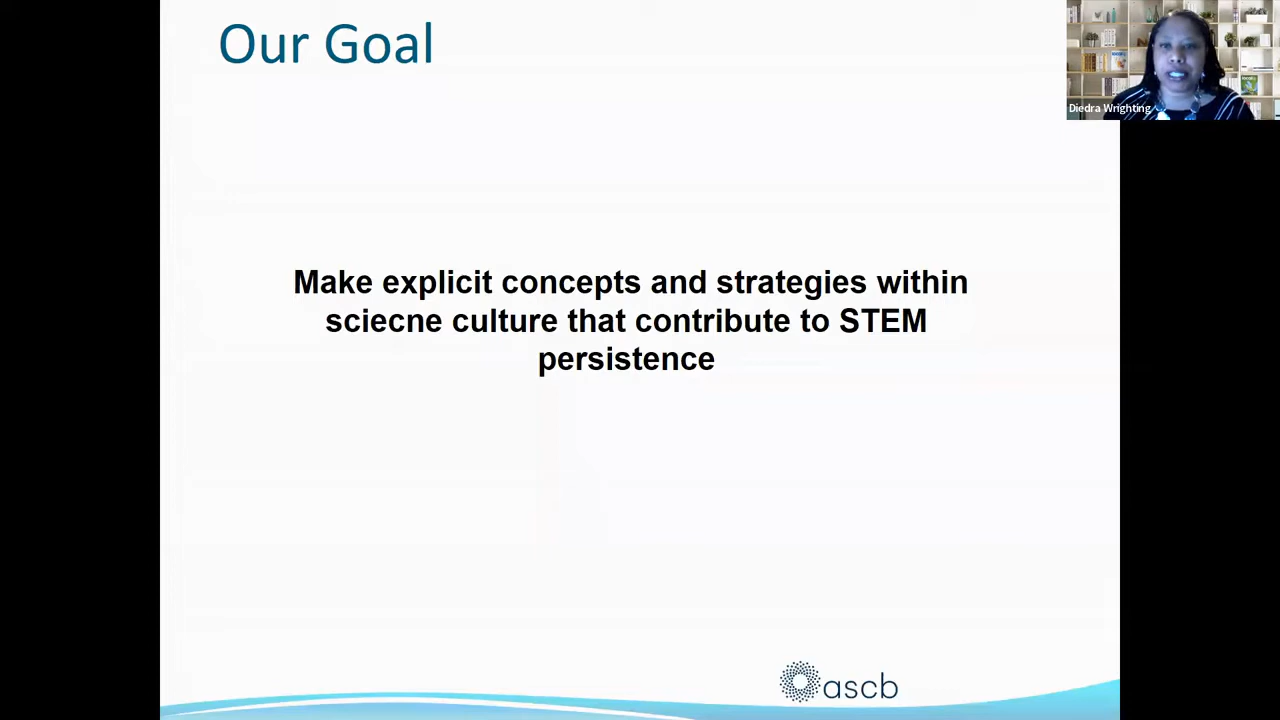 Our Goal
Diedra Wrighting
Make explicit concepts and strategies within
sciecne culture that contribute to STEM
persistence
ascb